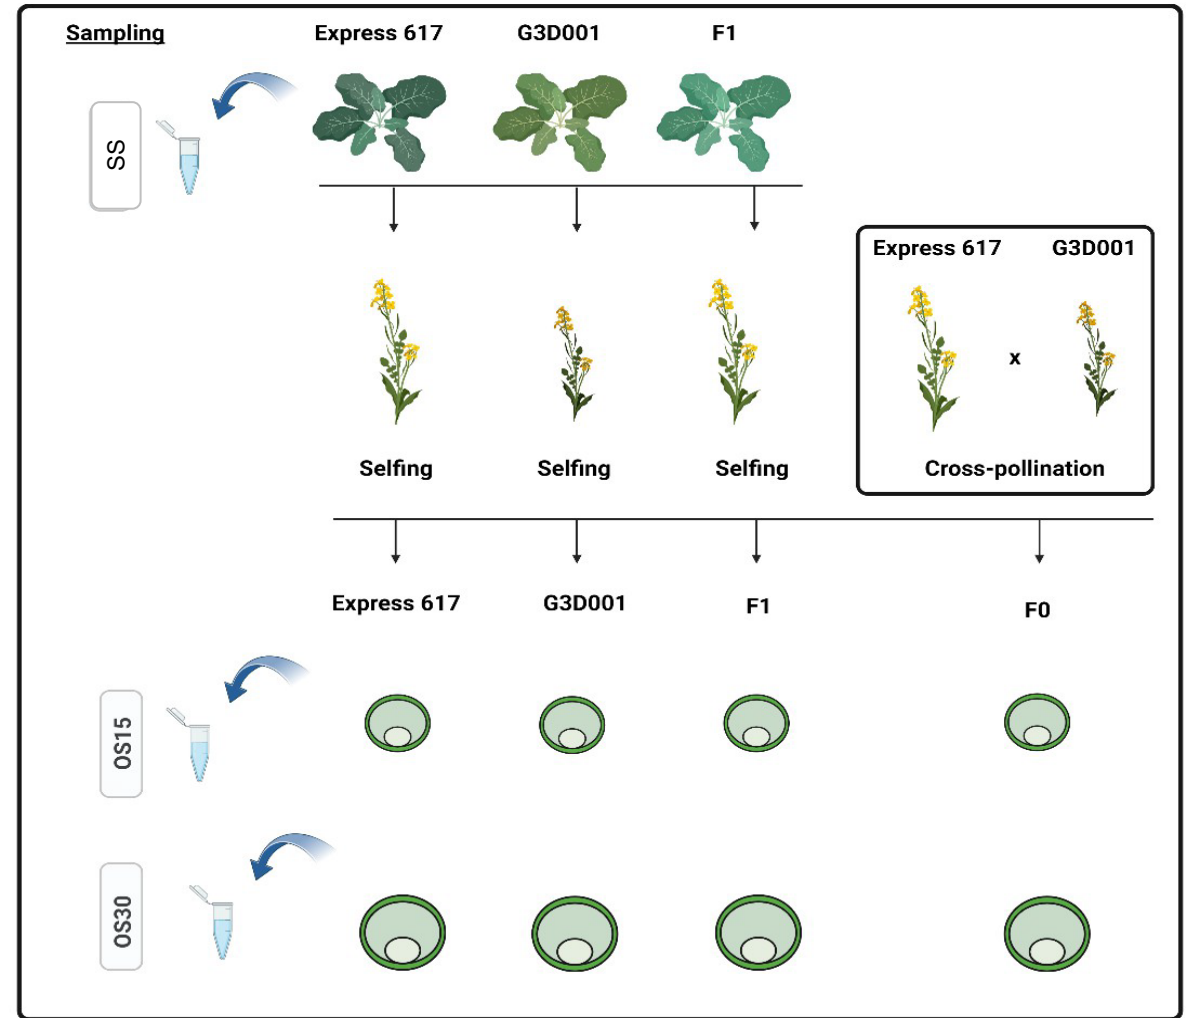 Sampling
Express 617
G3D001
F1
SS
Express 617
G3D001
x
Selfing
Selfing
Selfing
Cross-pollination
Express 617
G3D001
F1
F0
OS15
OS30